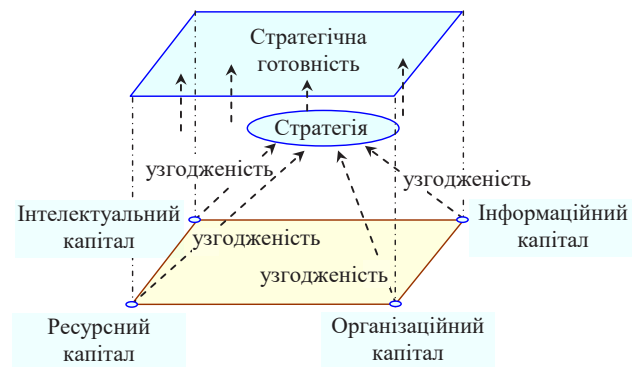 Стратегічна
готовність
Стратегія
узгодженість
узгодженість
Інтелектуальний
капітал
Інформаційний
капітал
узгодженість
узгодженість
Ресурсний
капітал
Організаційний
капітал